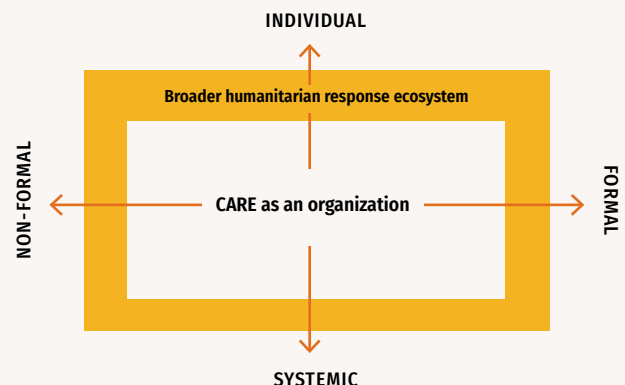 INDIVIDUAL
Broader humanitarian response ecosystem
NON-FORMAL
CARE as an organization
FORMAL
SYSTEMIC